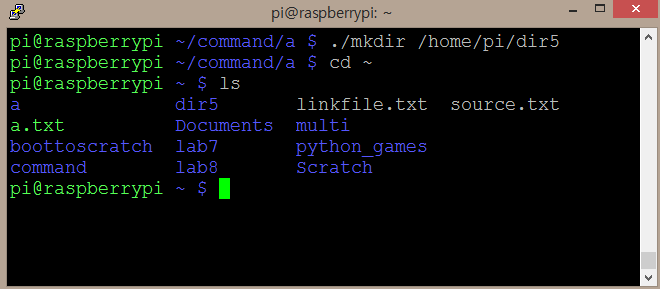 pi@raspberrypi: ~
pi@raspberrypi ~/command/a $ ./mkdir /home/pi/dir5
pi@raspberrypi ~/command/a $ cd ~
pi@raspberrypi ~ $ ls
a dir5 linkfile.txt source.txt
a.txt Documents multi
boottoscratch lab7 python_games
command lab8 Scratch
pi@raspberrypi ~ $